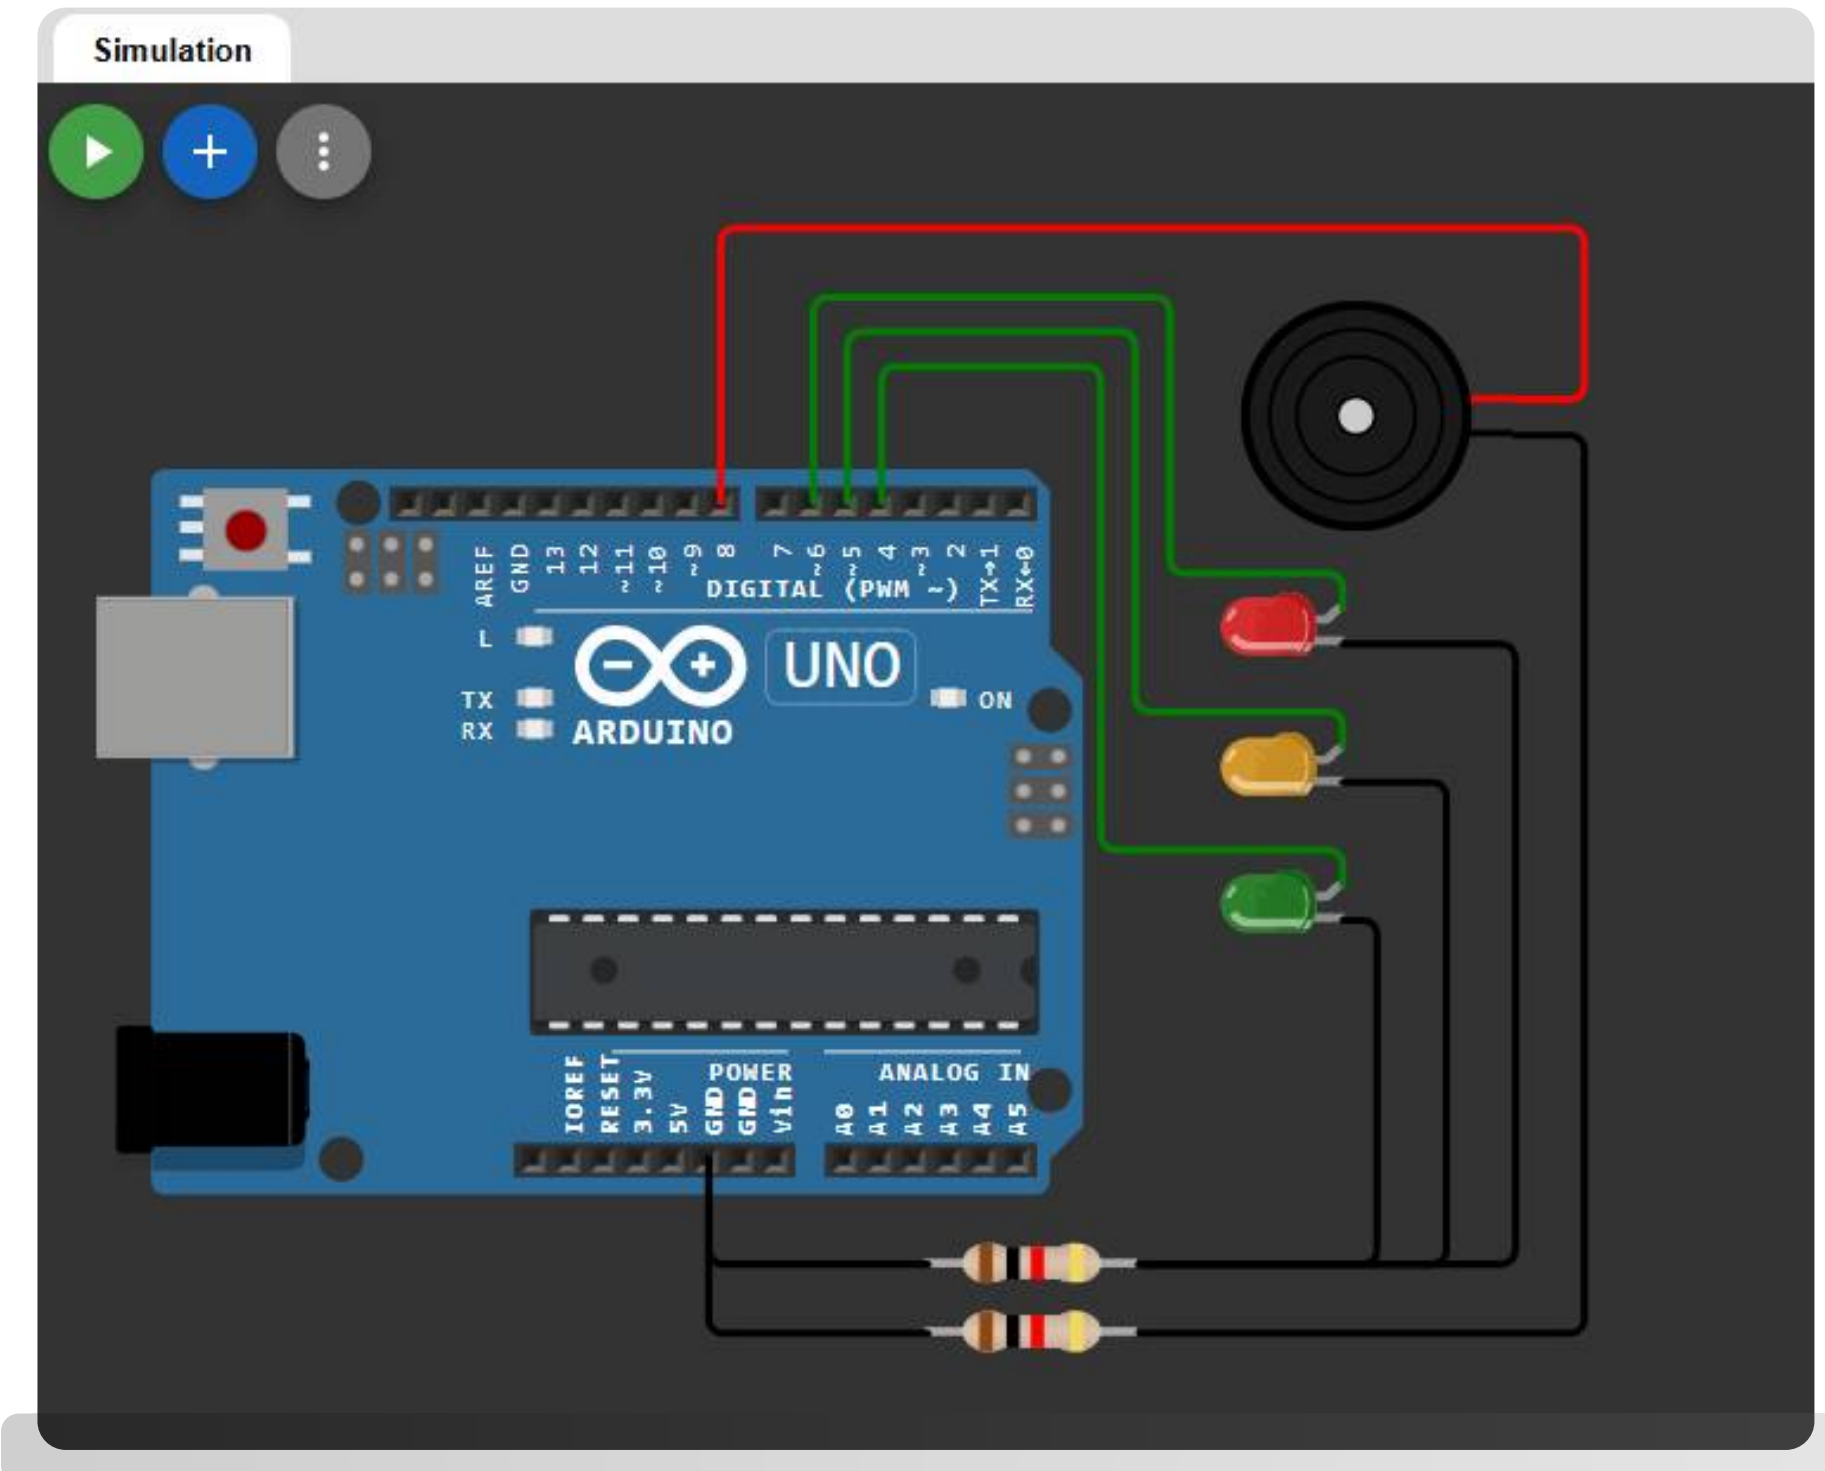 Simulation
AREF
GND
13
12
~11
~10
~9
8
7
~6
~5
4
~3
2
TX→1
RX←0
DIGITAL (PWM ~)
L
TX
RX
UNO
ON
ARDUINO
IOREF
RESET
3.3V
5V
GND
GND
Vin
POWER
ANALOG IN
A0
A1
A2
A3
A4
A5